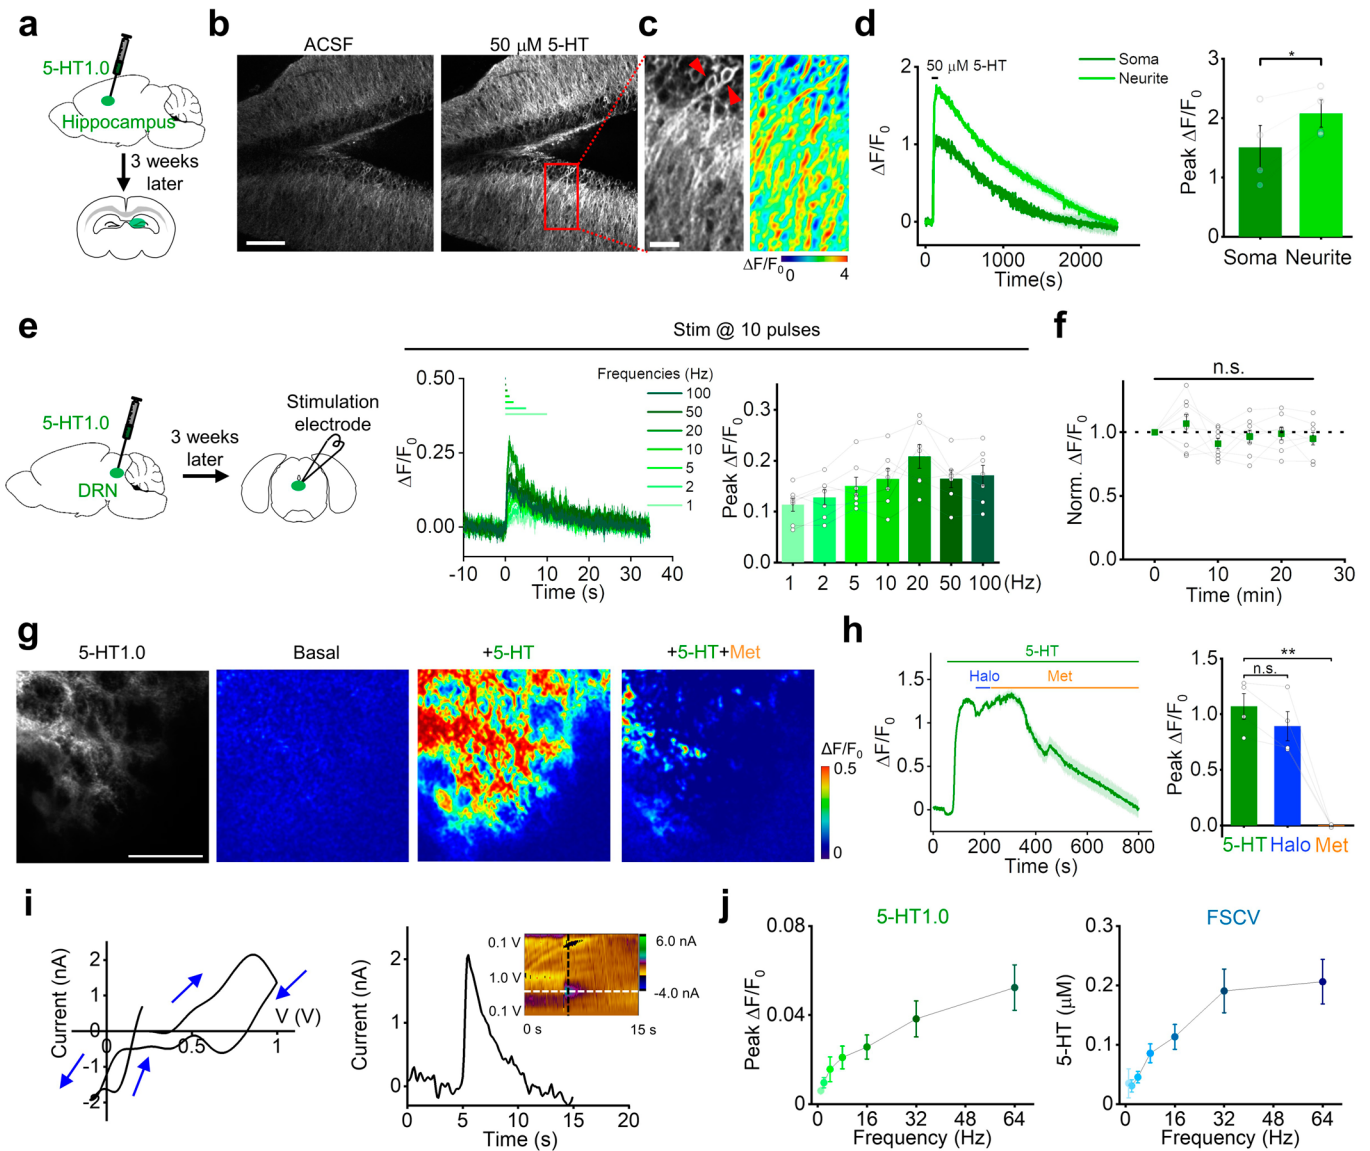 a
5-HT1.0
Hippocampus
3 weeks
later
b
ACSF
50 μM 5-HT
c
ΔF/F₀
0
4
d
50 μM 5-HT
Soma
Neurite
2
1
0
ΔF/F₀
0
1000
2000
Time(s)
3
2
1
0
Peak ΔF/F₀
*
Soma
Neurite
e
5-HT1.0
DRN
3 weeks
later
Stimulation
electrode
Stim @ 10 pulses
0.50
0.25
0.00
ΔF/F₀
-10
0
10
20
30
40
Time (s)
Frequencies (Hz)
100
50
20
10
5
2
1
0.3
0.2
0.1
0.0
Peak ΔF/F₀
1
2
5
10
20
50
100
(Hz)
f
n.s.
1.0
0.5
0.0
Norm. ΔF/F₀
0
10
20
30
Time (min)
g
5-HT1.0
Basal
+5-HT
+5-HT+Met
ΔF/F₀
0.5
0
h
5-HT
Halo
Met
1.5
1
0.5
0
ΔF/F₀
0
200
400
600
800
Time (s)
**
n.s.
1.5
1.0
0.5
0.0
Peak ΔF/F₀
5-HT
Halo
Met
i
Current (nA)
2
1
0
-1
-2
0
0.5
1
V (V)
Current (nA)
2
1
0
0
5
10
15
20
Time (s)
0.1 V
1.0 V
0.1 V
0 s
15 s
6.0 nA
-4.0 nA
j
5-HT1.0
0.08
0.04
0
Peak ΔF/F₀
0
16
32
48
64
Frequency (Hz)
FSCV
0.3
0.2
0.1
0
5-HT (μM)
0
16
32
48
64
Frequency (Hz)